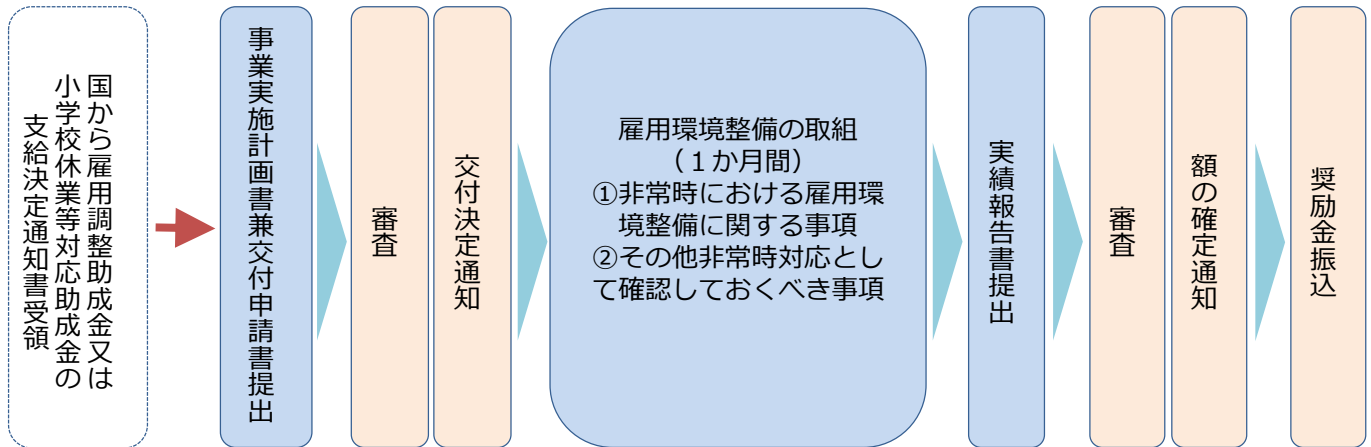 国から雇用調整助成金又は
小学校休業等対応助成金の
支給決定通知書受領
事業実施計画書兼交付申請書提出
審査
交付決定通知
雇用環境整備の取組
（１か月間）
①非常時における雇用環
境整備に関する事項
②その他非常時対応とし
て確認しておくべき事項
実績報告書提出
審査
額の確定通知
奨励金振込